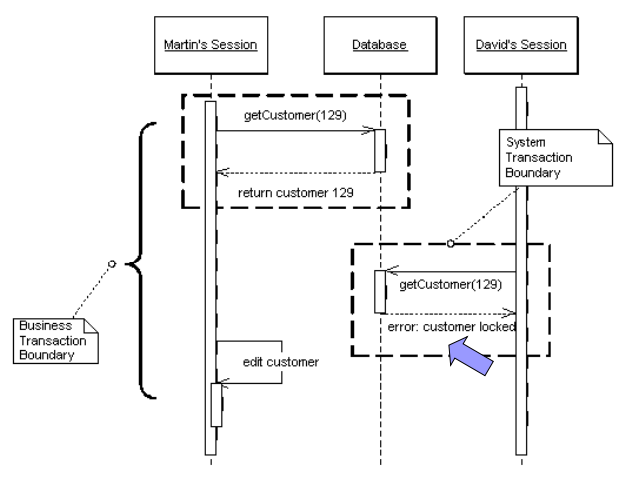 Martin's Session
Database
David's Session
getCustomer(129)
System
Transaction
Boundary
return customer 129
getCustomer(129)
error: customer locked
Business
Transaction
Boundary
edit customer